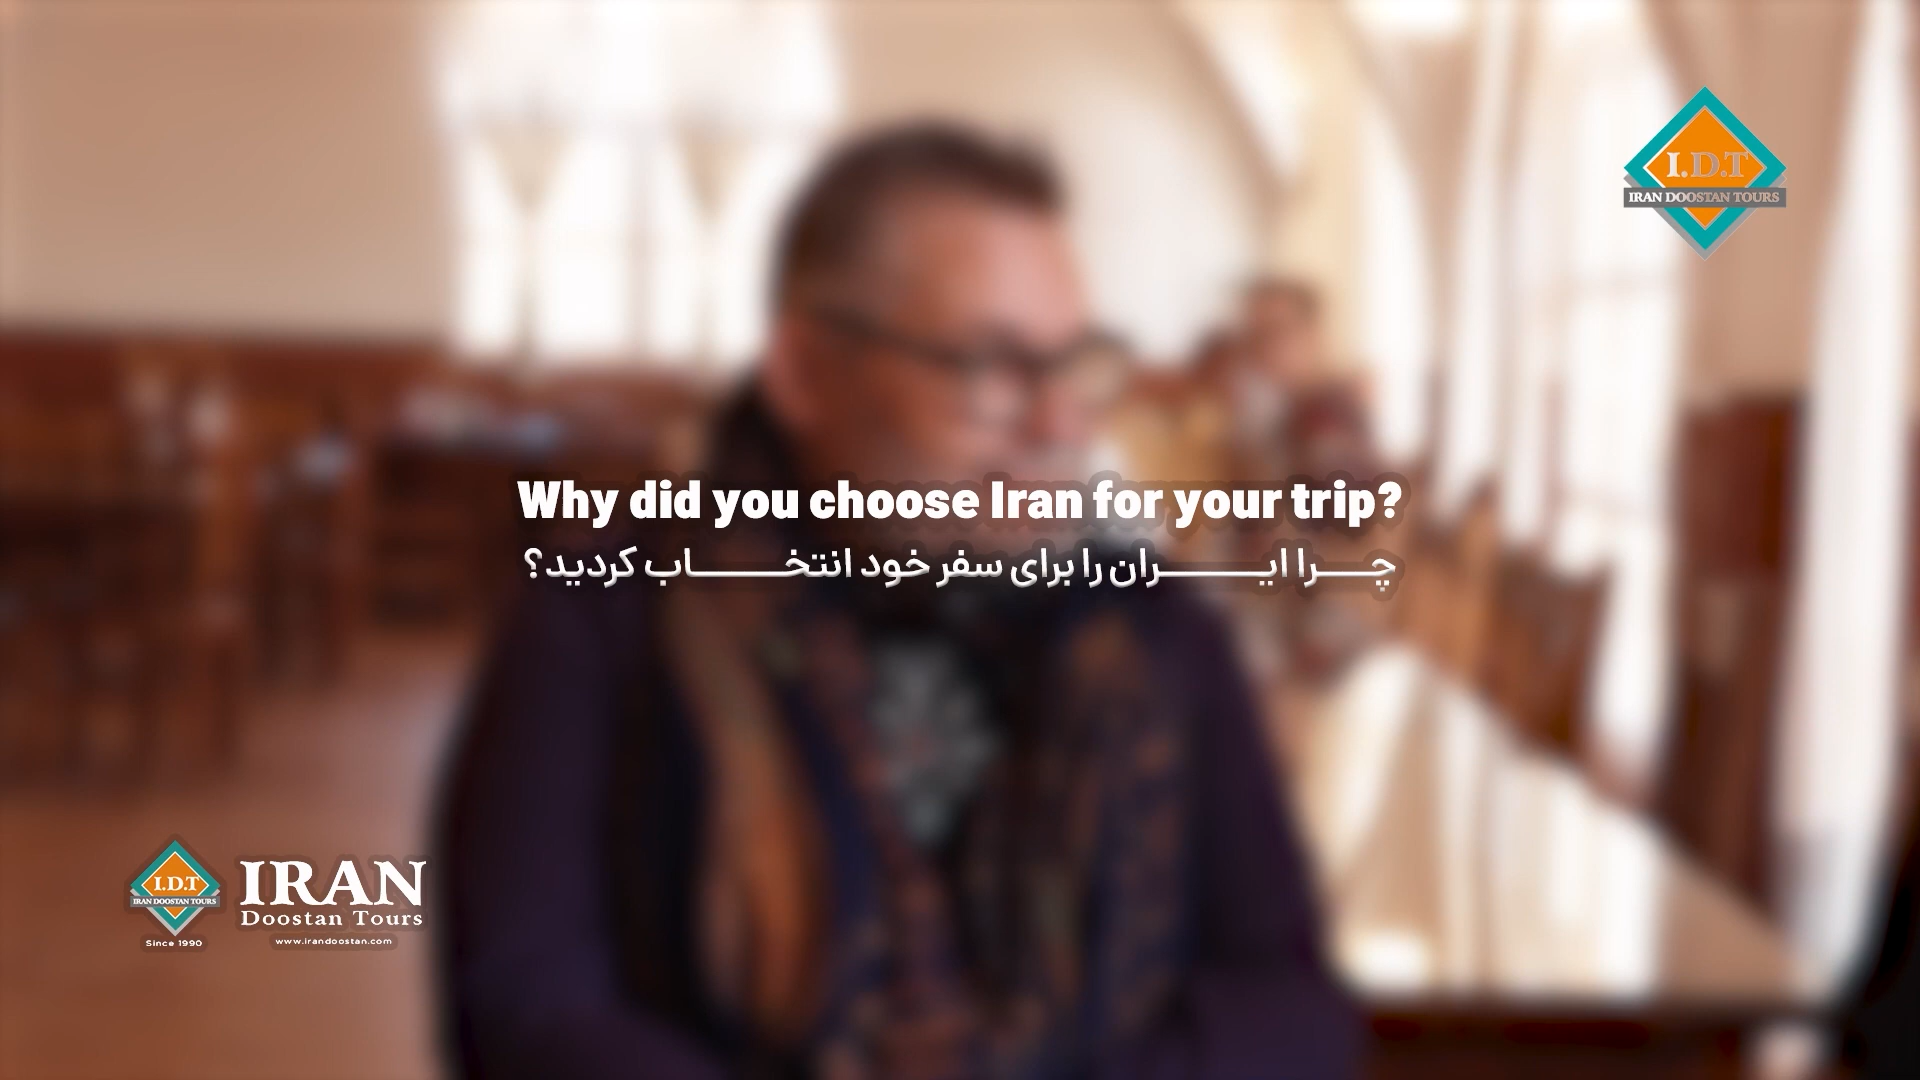 I.D.T
IRAN DOOSTAN TOURS
Why did you choose Iran for your trip?
چرا ایران را برای سفر خود انتخاب کردید؟
I.D.T
IRAN DOOSTAN TOURS
Since 1990
IRAN
Doostan Tours
www.irandoostan.com